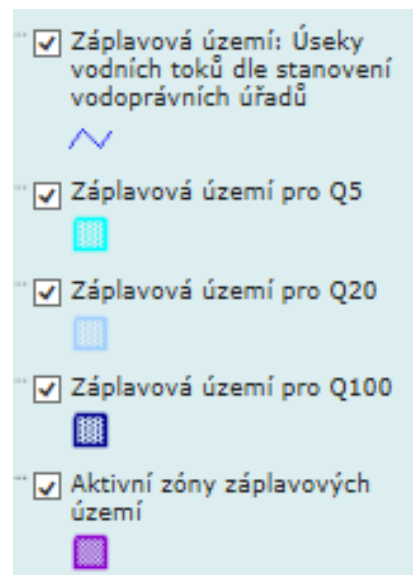 Záplavová území: Úseky
vodních toků dle stanovení
vodoprávních úřadů
Záplavová území pro Q5
Záplavová území pro Q20
Záplavová území pro Q100
Aktivní zóny záplavových
území